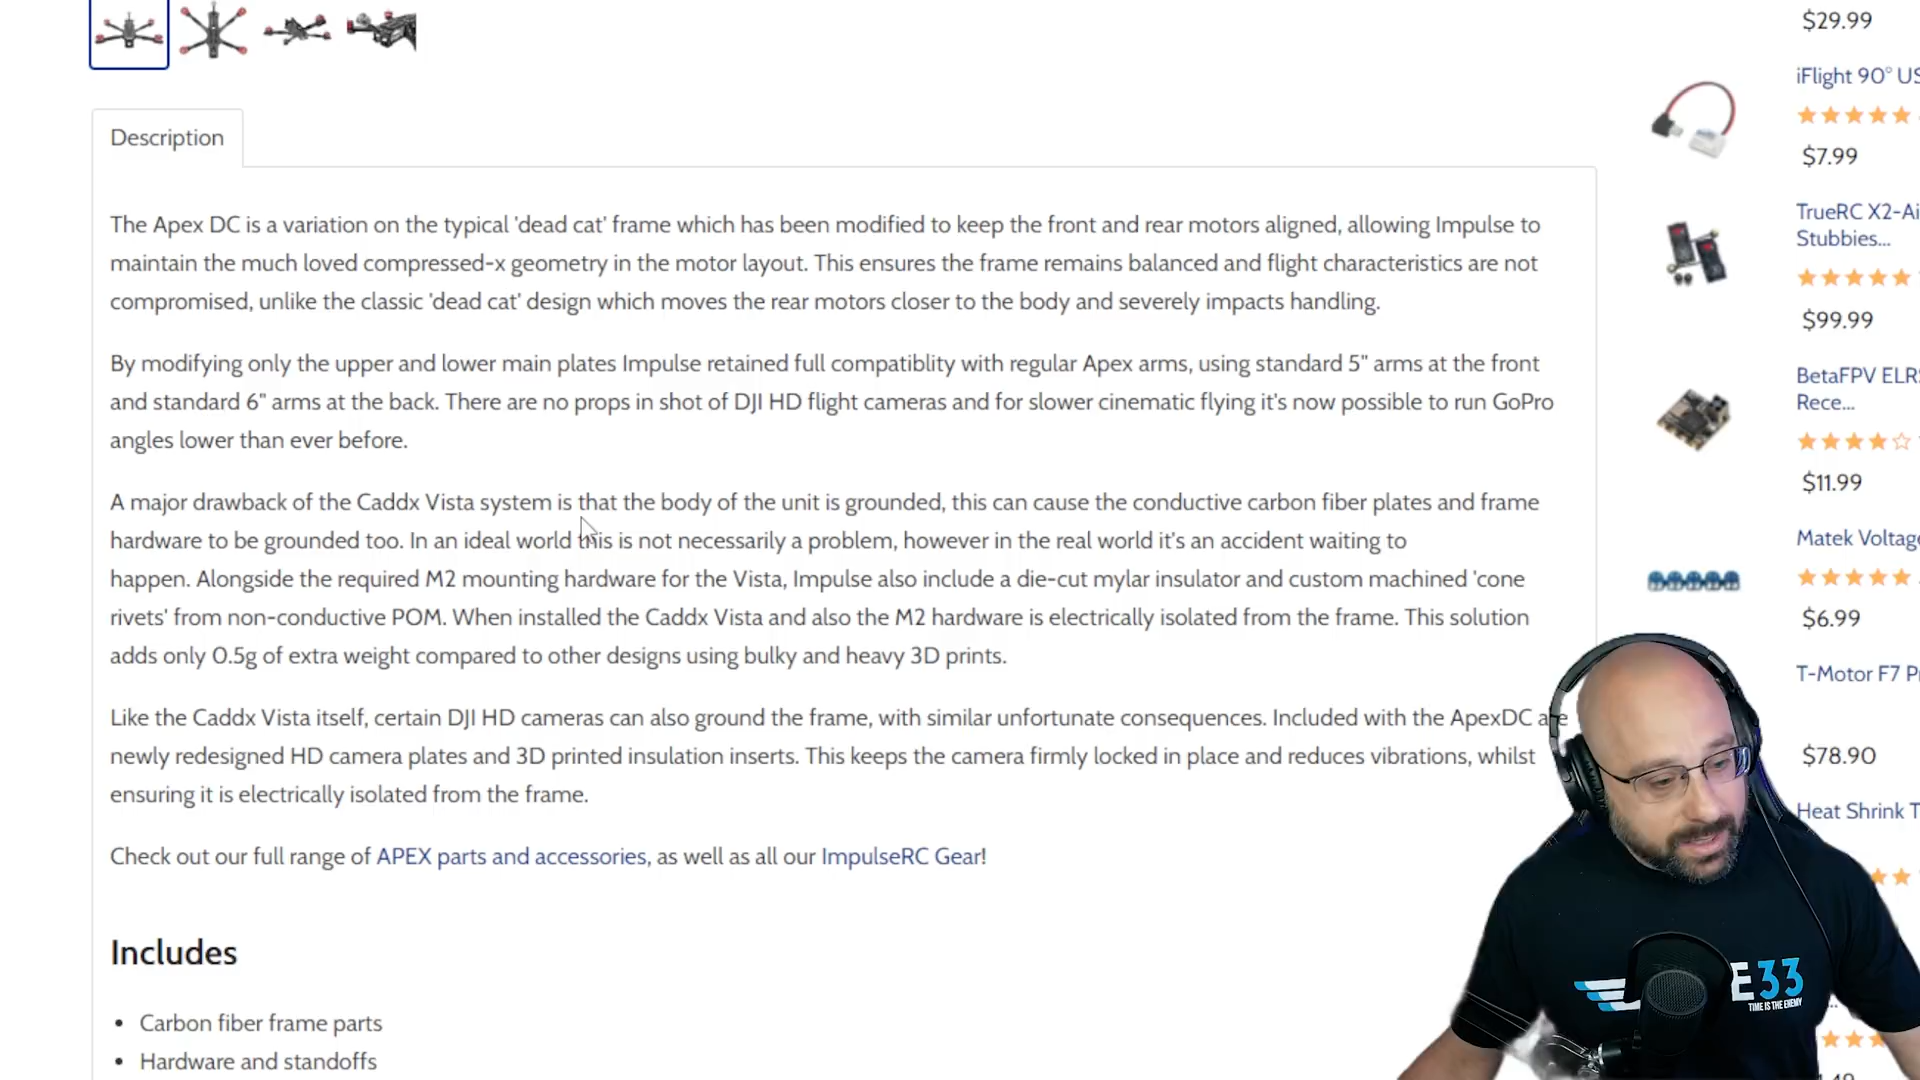 Description
The Apex DC is a variation on the typical 'dead cat' frame which has been modified to keep the front and rear motors aligned, allowing Impulse to
maintain the much loved compressed-x geometry in the motor layout. This ensures the frame remains balanced and flight characteristics are not
compromised, unlike the classic 'dead cat' design which moves the rear motors closer to the body and severely impacts handling.
By modifying only the upper and lower main plates Impulse retained full compatiblity with regular Apex arms, using standard 5" arms at the front
and standard 6" arms at the back. There are no props in shot of DJI HD flight cameras and for slower cinematic flying it's now possible to run GoPro
angles lower than ever before.
A major drawback of the Caddx Vista system is that the body of the unit is grounded, this can cause the conductive carbon fiber plates and frame
hardware to be grounded too. In an ideal world this is not necessarily a problem, however in the real world it's an accident waiting to
happen. Alongside the required M2 mounting hardware for the Vista, Impulse also include a die-cut mylar insulator and custom machined 'cone
rivets' from non-conductive POM. When installed the Caddx Vista and also the M2 hardware is electrically isolated from the frame. This solution
adds only 0.5g of extra weight compared to other designs using bulky and heavy 3D prints.
Like the Caddx Vista itself, certain DJI HD cameras can also ground the frame, with similar unfortunate consequences. Included with the ApexDC are
newly redesigned HD camera plates and 3D printed insulation inserts. This keeps the camera firmly locked in place and reduces vibrations, whilst
ensuring it is electrically isolated from the frame.
Check out our full range of APEX parts and accessories, as well as all our ImpulseRC Gear!
Includes
• Carbon fiber frame parts
• Hardware and standoffs
$29.99
iFlight 90° US
$7.99
TrueRC X2-Ai
Stubbies...
$99.99
BetaFPV ELRS
Rece...
$11.99
Matek Voltage
$6.99
T-Motor F7 P
$78.90
Heat Shrink T
E33
TIME IS THE ENEMY